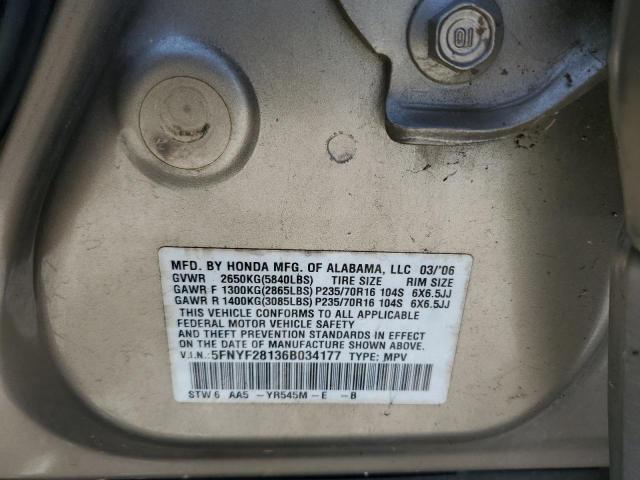 10
MFD. BY HONDA MFG. OF ALABAMA, LLC 03/'06
GVWR 2650KG(5840LBS) TIRE SIZE RIM SIZE
GAWR F 1300KG(2865LBS) P235/70R16 104S 6X6.5JJ
GAWR R 1400KG(3085LBS) P235/70R16 104S 6X6.5JJ
THIS VEHICLE CONFORMS TO ALL APPLICABLE
FEDERAL MOTOR VEHICLE SAFETY
AND THEFT PREVENTION STANDARDS IN EFFECT
ON THE DATE OF MANUFACTURE SHOWN ABOVE.
V.I.N.: 5FNYF28136B034177 TYPE: MPV
STW6 AA5 -YR545M -E -B